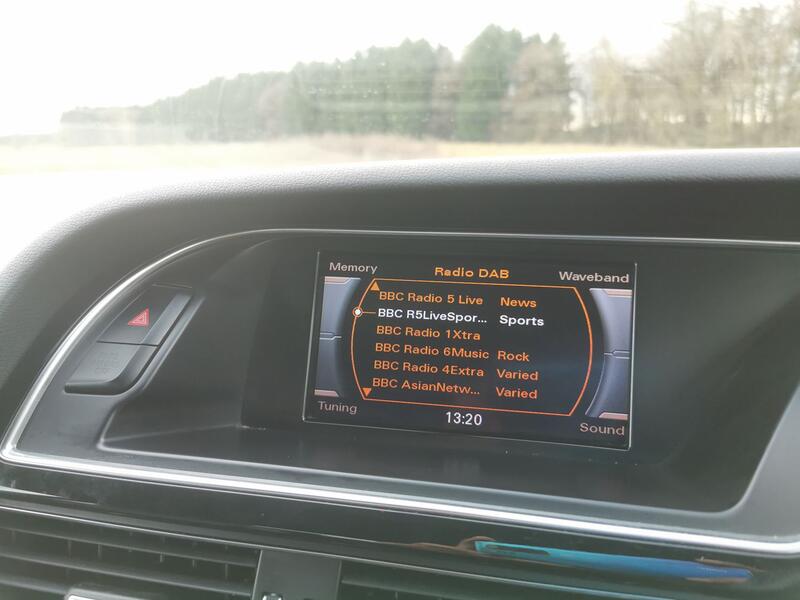 Memory Radio DAB Waveband
BBC Radio 5 Live News
BBC R5LiveSpor... Sports
BBC Radio 1Xtra
BBC Radio 6Music Rock
BBC Radio 4Extra Varied
BBC AsianNetw... Varied
Tuning 13:20 Sound